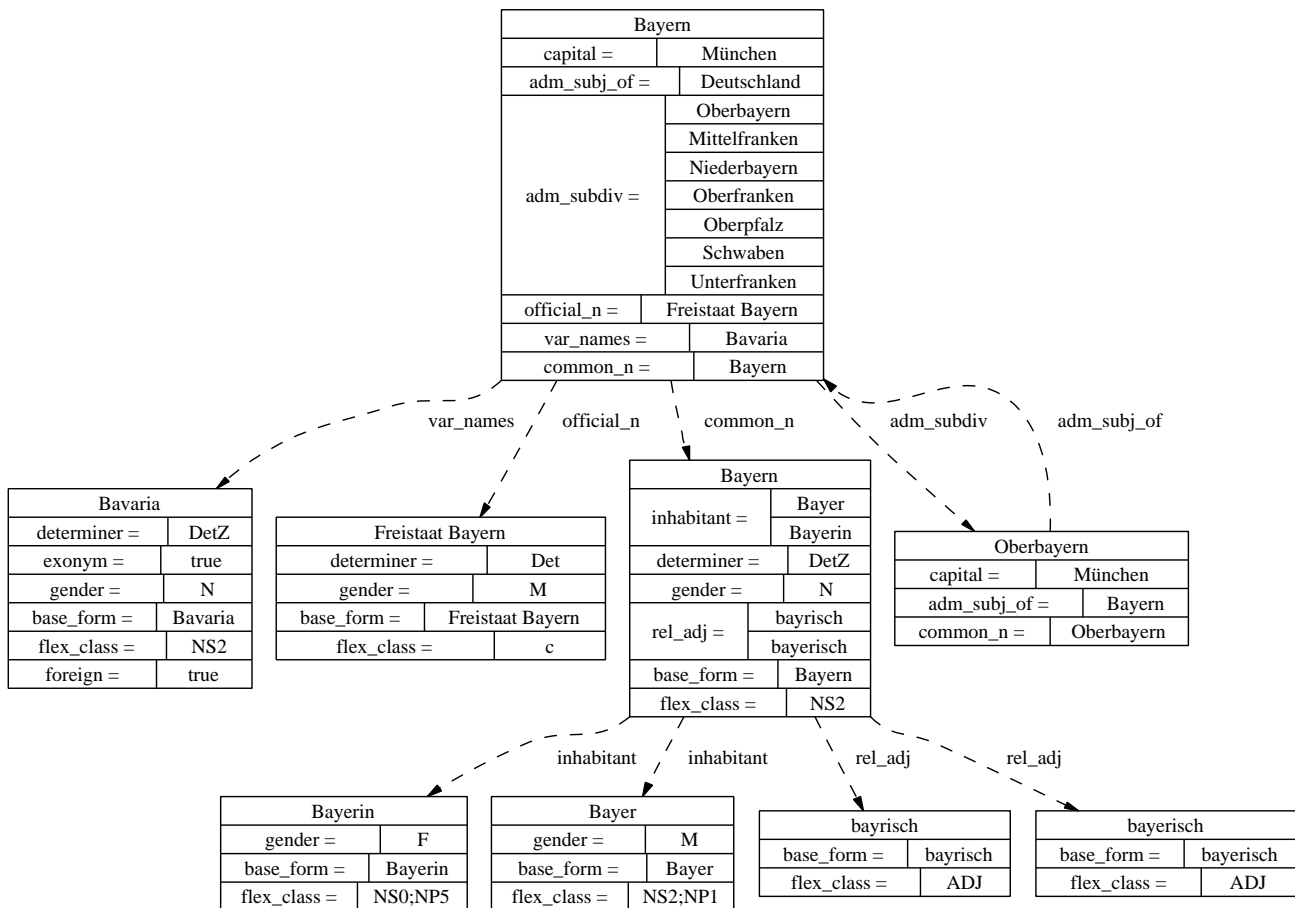 Bayern
capital = München
adm_subj_of = Deutschland
adm_subdiv =
Oberbayern
Mittelfranken
Niederbayern
Oberfranken
Oberpfalz
Schwaben
Unterfranken
official_n = Freistaat Bayern
var_names = Bavaria
common_n = Bayern
var_names
official_n
common_n
adm_subdiv
adm_subj_of
Bavaria
determiner = DetZ
exonym = true
gender = N
base_form = Bavaria
flex_class = NS2
foreign = true
Freistaat Bayern
determiner = Det
gender = M
base_form = Freistaat Bayern
flex_class = c
Bayern
inhabitant =
Bayer
Bayerin
determiner = DetZ
gender = N
rel_adj =
bayrisch
bayerisch
base_form = Bayern
flex_class = NS2
Oberbayern
capital = München
adm_subj_of = Bayern
common_n = Oberbayern
inhabitant
inhabitant
rel_adj
rel_adj
Bayerin
gender = F
base_form = Bayerin
flex_class = NS0;NP5
Bayer
gender = M
base_form = Bayer
flex_class = NS2;NP1
bayrisch
base_form = bayrisch
flex_class = ADJ
bayerisch
base_form = bayerisch
flex_class = ADJ